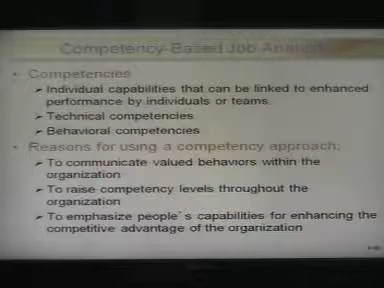 Competency-Based Job Analysis
• Competencies
➢ Individual capabilities that can be linked to enhanced
performance by individuals or teams.
➢ Technical competencies
➢ Behavioral competencies
• Reasons for using a competency approach:
➢ To communicate valued behaviors within the
organization
➢ To raise competency levels throughout the
organization
➢ To emphasize people's capabilities for enhancing the
competitive advantage of the organization